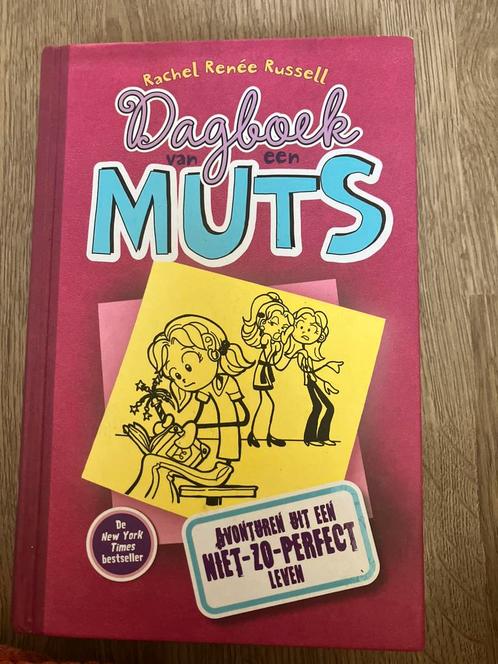 Rachel Renée Russell
Dagboek
van een
MUTS
De
New York
Times
bestseller
AVONTUREN UIT EEN
NIET-ZO-PERFECT
LEVEN